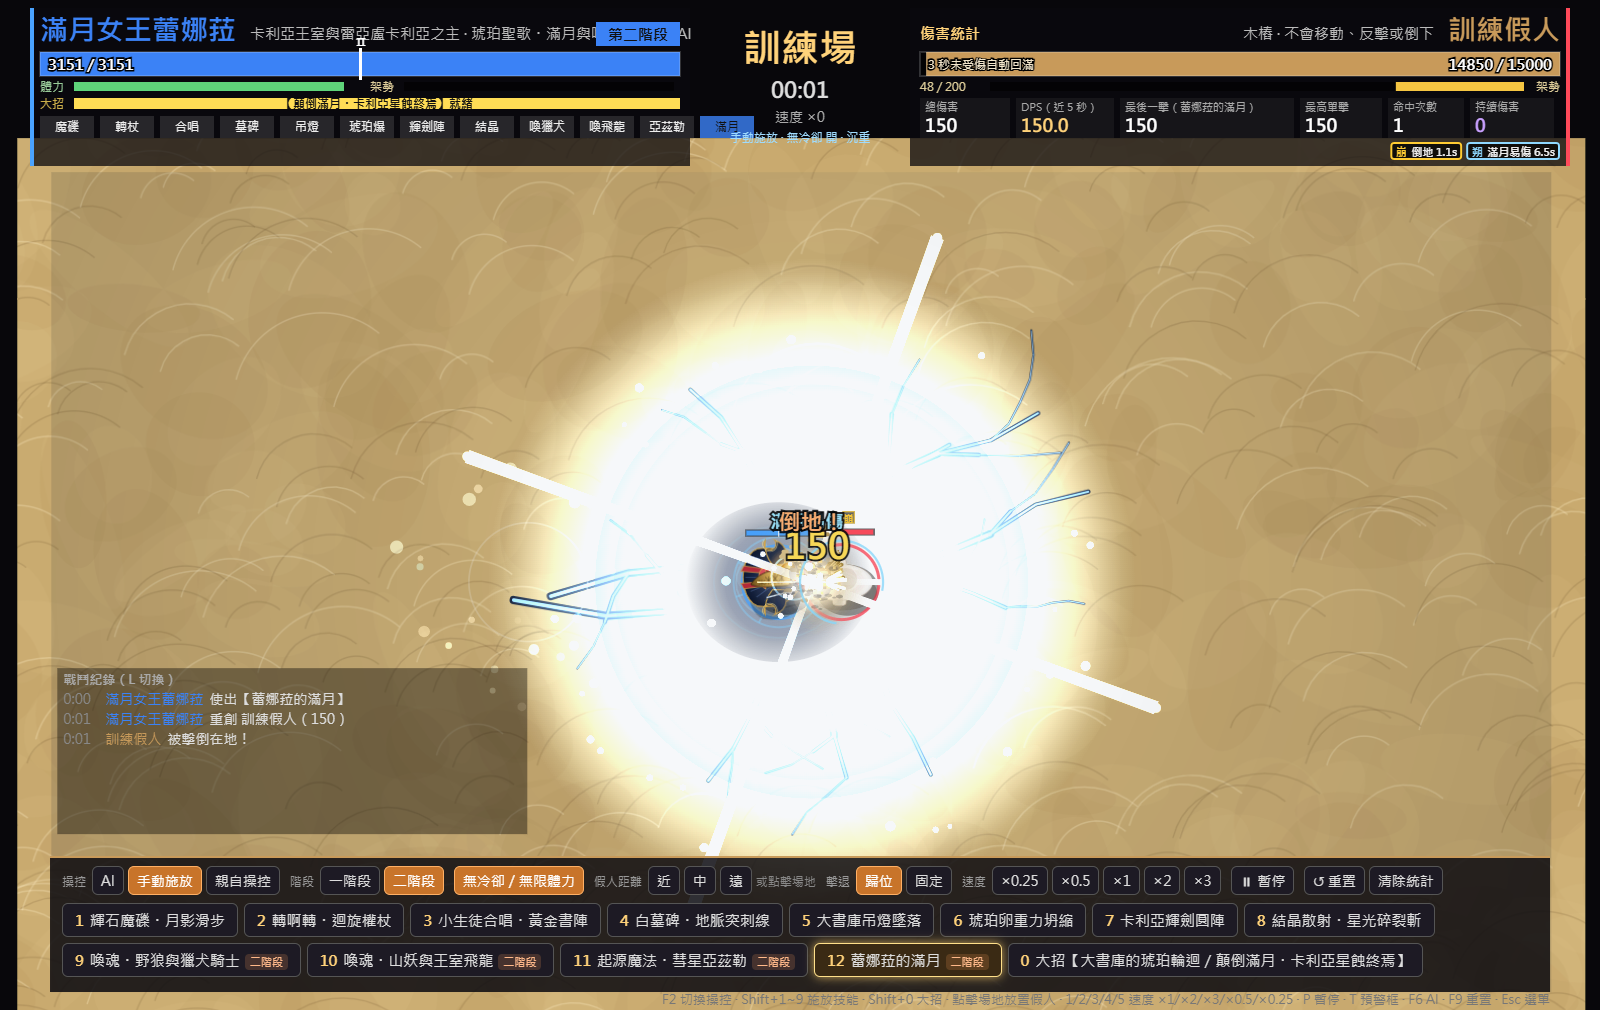 滿月女王蕾娜菈
卡利亞王室與雷亞盧卡利亞之主・琥珀聖歌・滿月與
第二階段
AI
II
3151 / 3151
體力
架勢
大招
【顛倒滿月・卡利亞星蝕終焉】就緒
魔礫
轉杖
合唱
墓碑
吊燈
琥珀爆
輝劍陣
結晶
喚獵犬
喚飛龍
亞茲勒
滿月
訓練場
00:01
速度 ×0
手動施放・無冷卻 開・沉重
傷害統計
木樁・不會移動、反擊或倒下
訓練假人
3 秒未受傷自動回滿
14850 / 15000
48 / 200
架勢
總傷害
150
DPS（近 5 秒）
150.0
最後一擊（蕾娜菈的滿月）
150
最高單擊
150
命中次數
1
持續傷害
0
崩 倒地 1.1s
朔 滿月易傷 6.5s
倒地！
150
戰鬥紀錄（L 切換）
0:00 滿月女王蕾娜菈 使出【蕾娜菈的滿月】
0:01 滿月女王蕾娜菈 重創 訓練假人（150）
0:01 訓練假人 被擊倒在地！
操控 AI 手動施放 親自操控 階段 一階段 二階段 無冷卻 / 無限體力 假人距離 近 中 遠 或點擊場地 擊退 歸位 固定 速度 ×0.25 ×0.5 ×1 ×2 ×3 ⏸ 暫停 ↺ 重置 清除統計
1 輝石魔礫・月影滑步 2 轉啊轉・迴旋權杖 3 小生徒合唱・黃金書陣 4 白墓碑・地脈突刺線 5 大書庫吊燈墜落 6 琥珀卵重力坍縮 7 卡利亞輝劍圓陣 8 結晶散射・星光碎裂斬
9 喚魂・野狼與獵犬騎士 二階段 10 喚魂・山妖與王室飛龍 二階段 11 起源魔法・彗星亞茲勒 二階段 12 蕾娜菈的滿月 二階段 0 大招【大書庫的琥珀輪迴 / 顛倒滿月・卡利亞星蝕終焉】
F2 切換操控・Shift+1~9 施放技能・Shift+0 大招・點擊場地放置假人・1/2/3/4/5 速度 ×1/×2/×3/×0.5/×0.25・P 暫停・T 預警框・F6 AI・F9 重置・Esc 選單